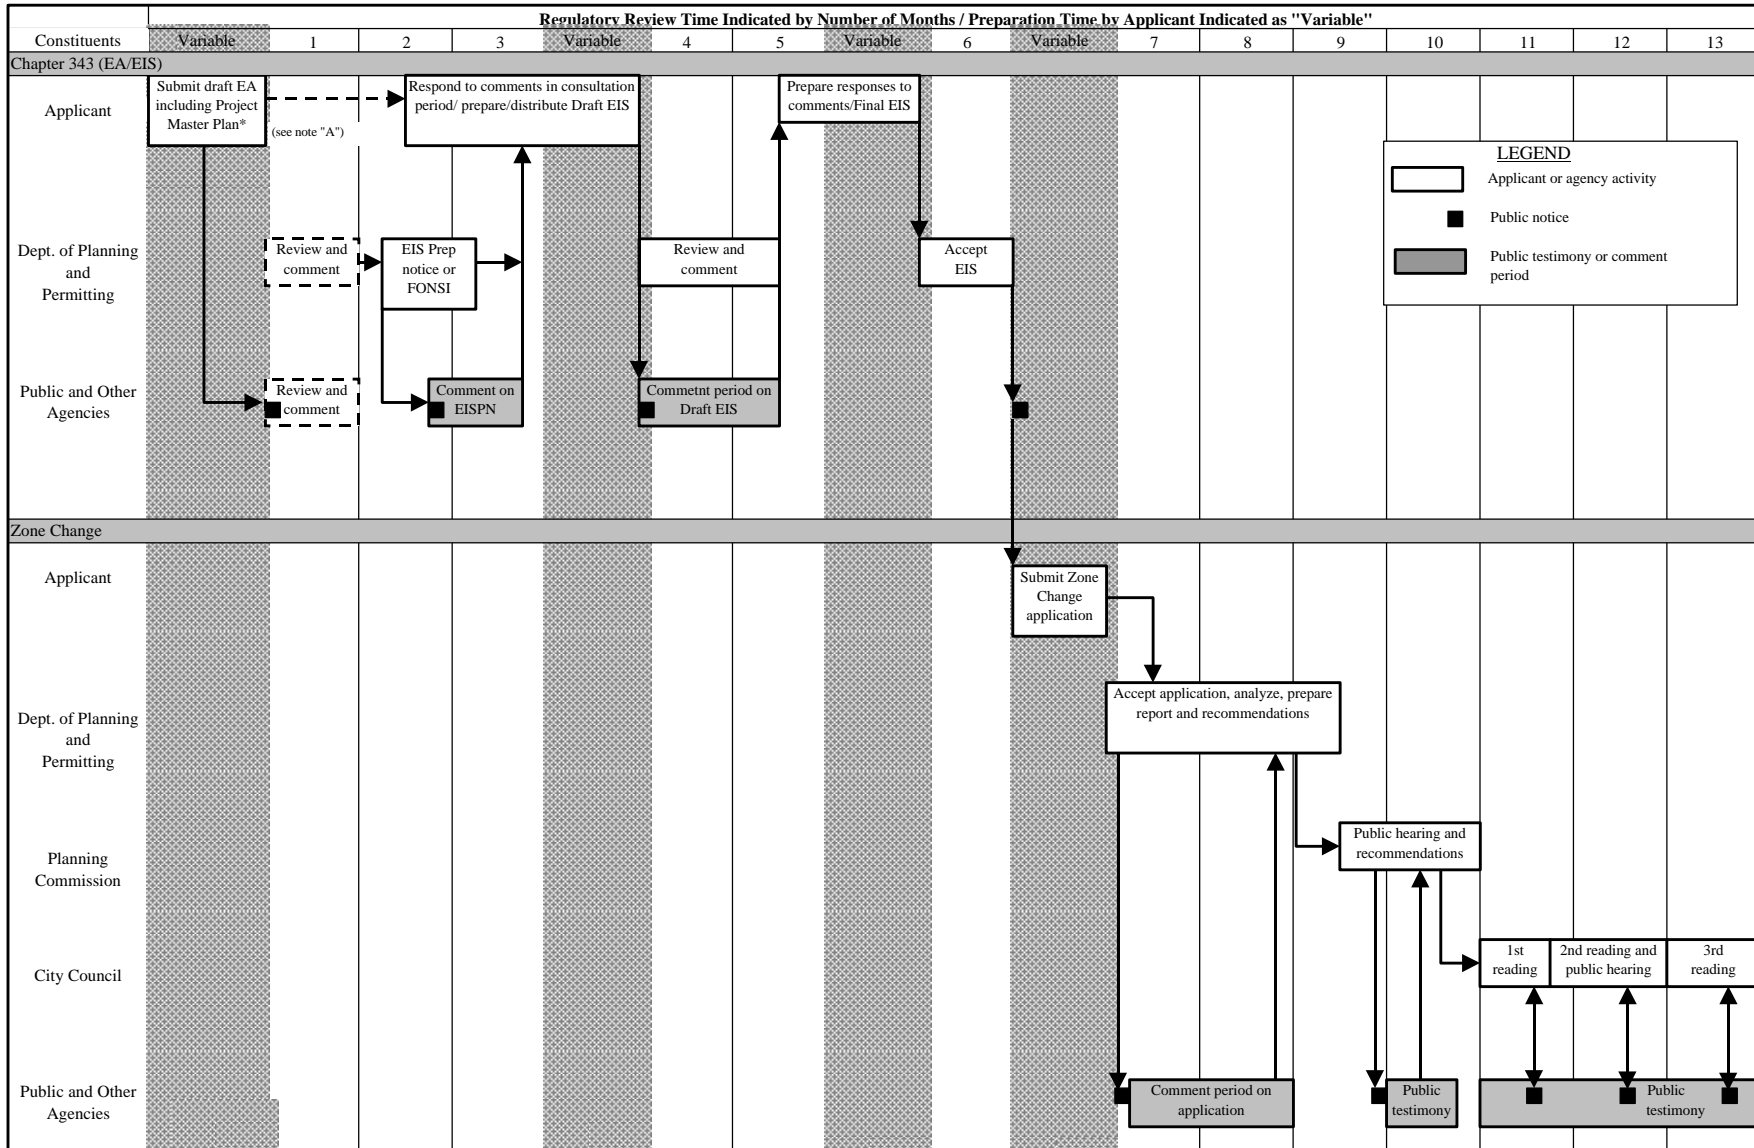 Regulatory Review Time Indicated by Number of Months / Preparation Time by Applicant Indicated as "Variable"
Constituents Variable 1 2 3 Variable 4 5 Variable 6 Variable 7 8 9 10 11 12 13
Chapter 343 (EA/EIS)
Applicant
Submit draft EA
including Project
Master Plan*
(see note "A")
Respond to comments in consultation
period/ prepare/distribute Draft EIS
Prepare responses to
comments/Final EIS
LEGEND
Applicant or agency activity
Public notice
Public testimony or comment
period
Dept. of Planning
and
Permitting
Review and
comment
EIS Prep
notice or
FONSI
Review and
comment
Accept
EIS
Public and Other
Agencies
Review and
comment
Comment on
EISPN
Commetnt period on
Draft EIS
Zone Change
Applicant
Submit Zone
Change
application
Dept. of Planning
and
Permitting
Accept application, analyze, prepare
report and recommendations
Planning
Commission
Public hearing and
recommendations
City Council
1st
reading
2nd reading and
public hearing
3rd
reading
Public and Other
Agencies
Comment period on
application
Public
testimony
Public
testimony